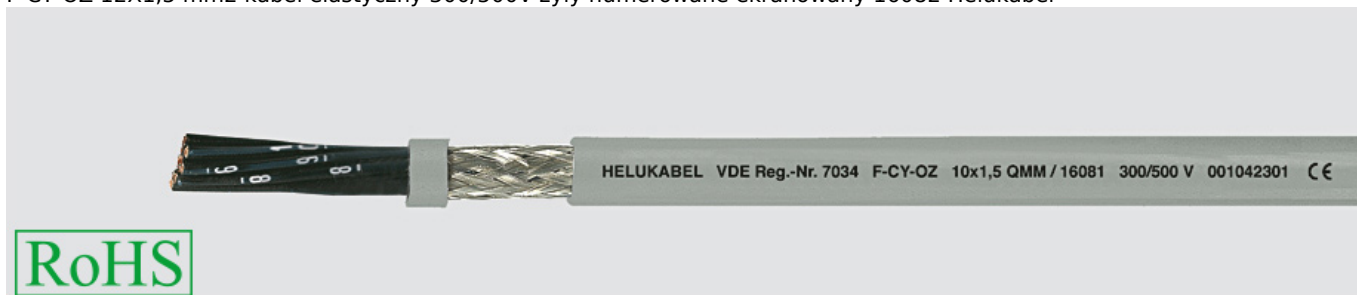 F-CY-OZ 12X1,5 mm2 kabel elastyczny 300/500V żyły numerowane ekranowany 16082 Helukabel
HELUKABEL VDE Reg.-Nr. 7034 F-CY-OZ 10x1,5 QMM / 16081 300/500 V 001042301 CE
RoHS